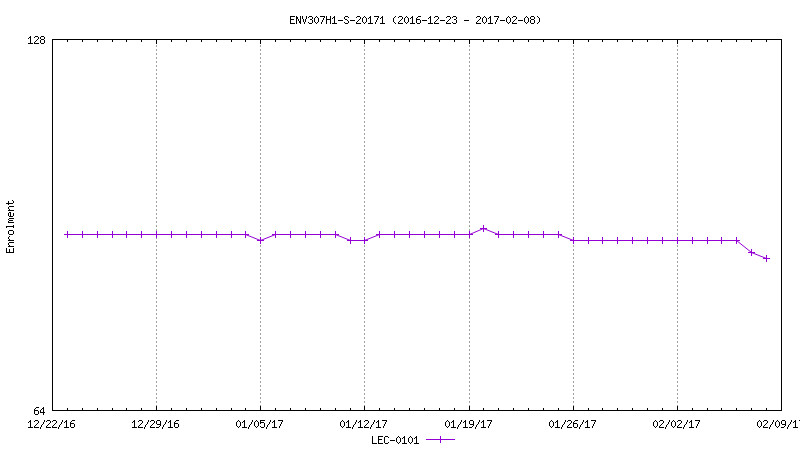 ENV307H1-S-20171 (2016-12-23 - 2017-02-08)
128
Enrolment
64
12/22/16 12/29/16 01/05/17 01/12/17 01/19/17 01/26/17 02/02/17 02/09/1
LEC-0101